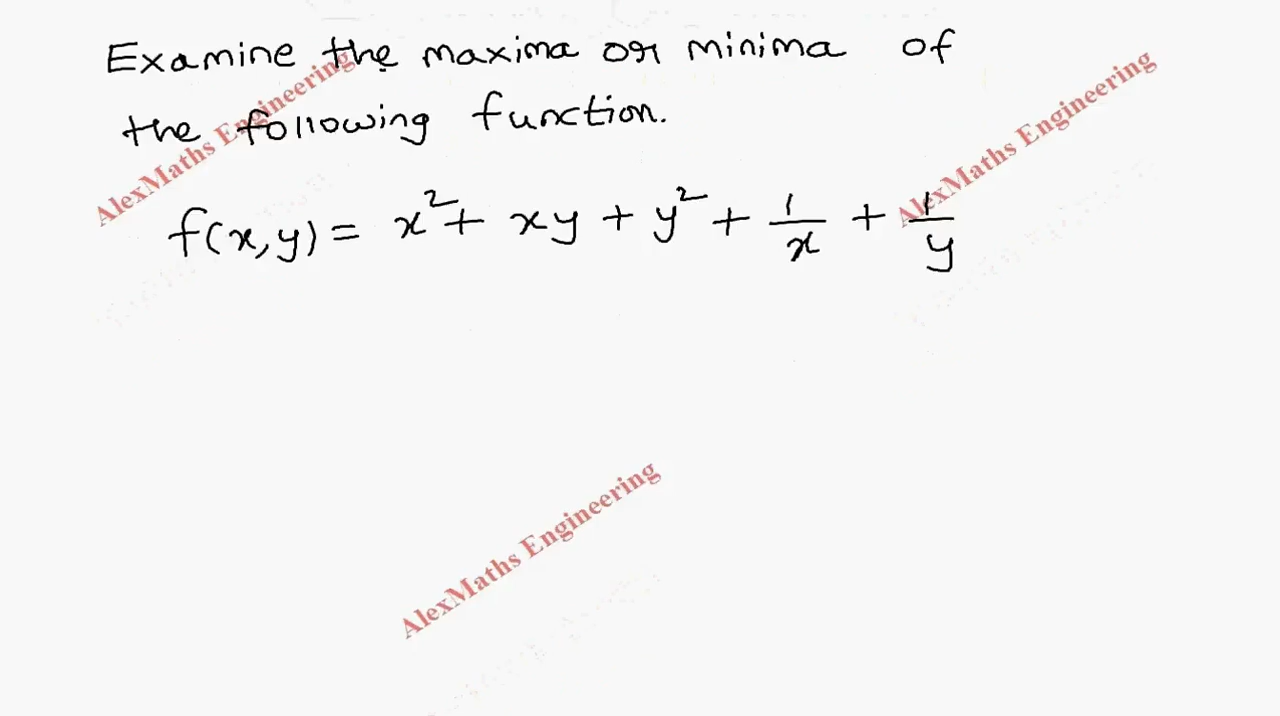 Examine the maxima or minima of
the following function.
f(x,y) = x² + xy + y² + 1/x + 1/y
AlexMaths Engineering
AlexMaths Engineering
AlexMaths Engineering